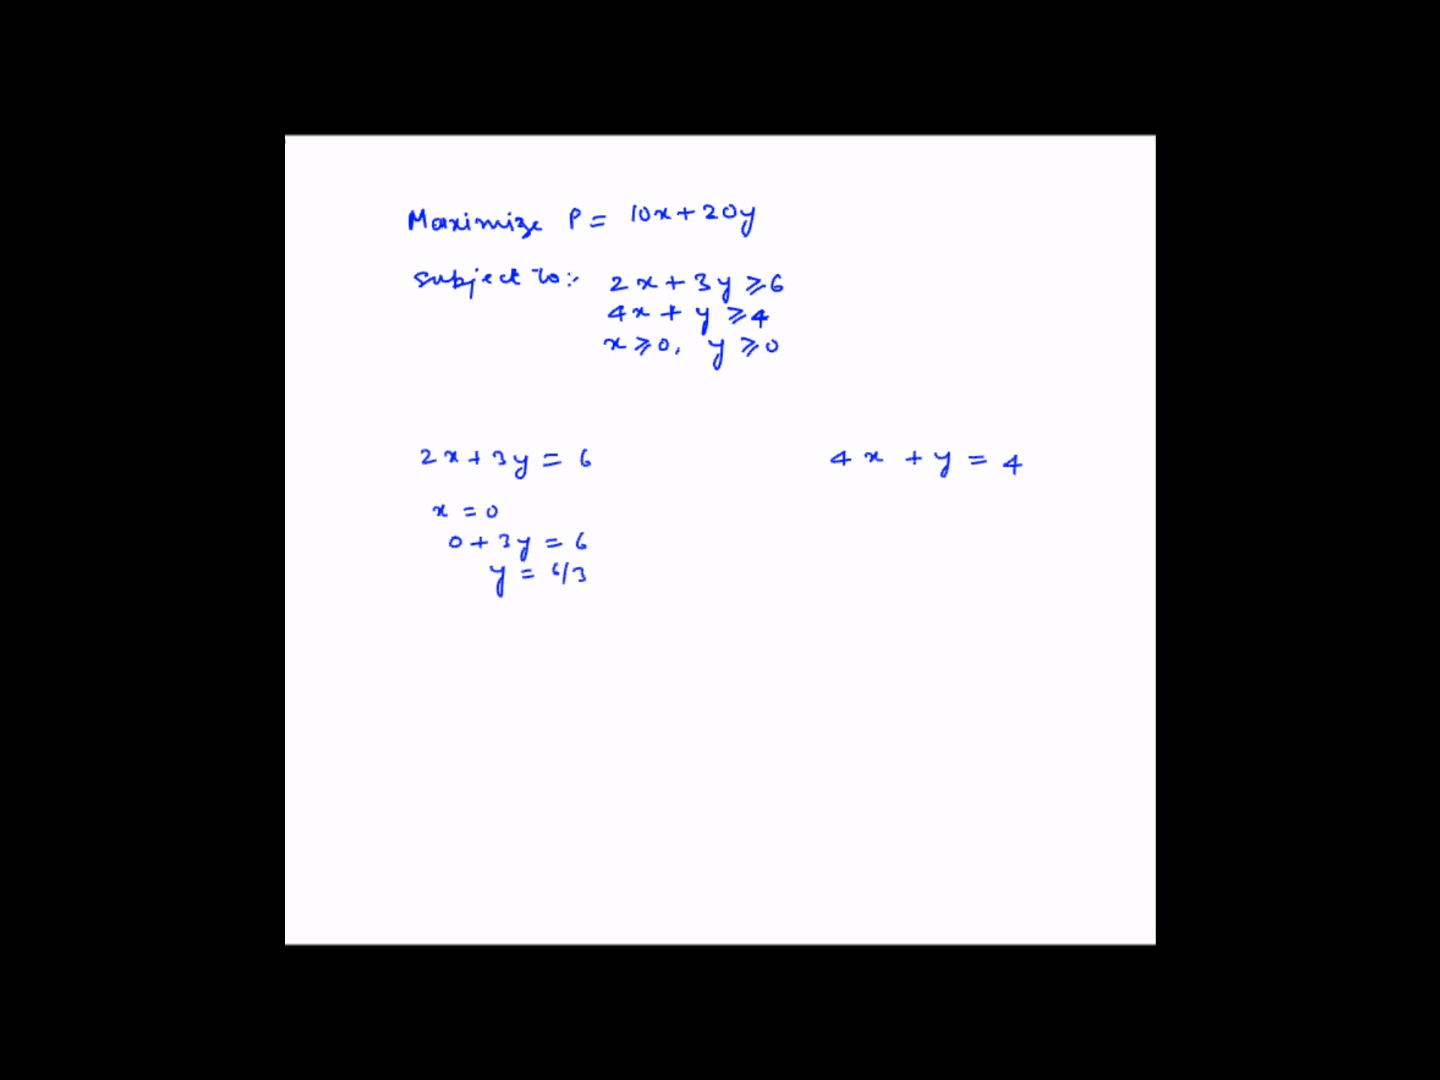 Maximize P = 10x+20y
Subject to:- 2x+3y ⩾6
4x + y ⩾4
x ⩾0, y ⩾0
2x+3y = 6
4x + y = 4
x = 0
0+3y = 6
y = 6/3